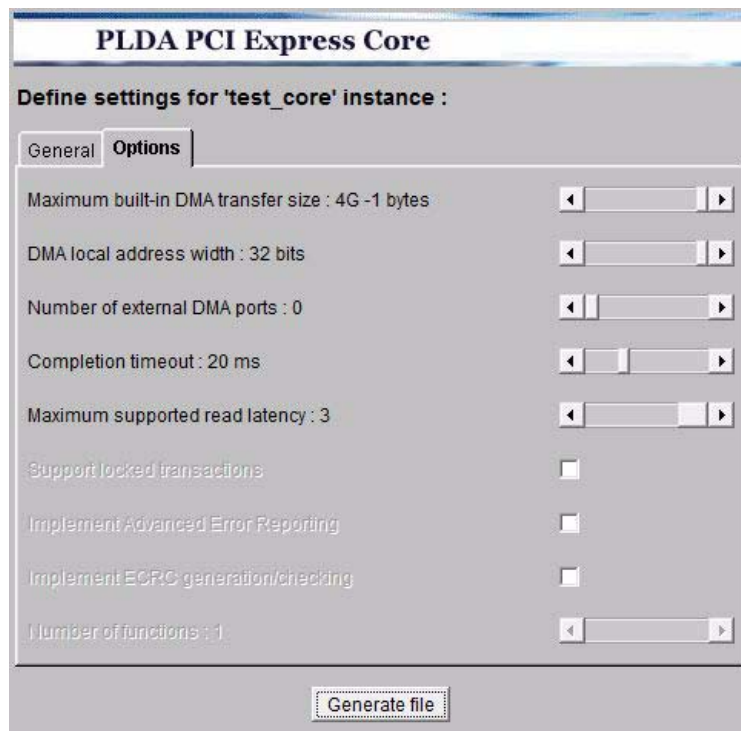 PLDA PCI Express Core
Define settings for 'test_core' instance :
General Options
Maximum built-in DMA transfer size : 4G -1 bytes
DMA local address width : 32 bits
Number of external DMA ports : 0
Completion timeout : 20 ms
Maximum supported read latency : 3
Support locked transactions
Implement Advanced Error Reporting
Implement ECRC generation/checking
Number of functions : 1
Generate file